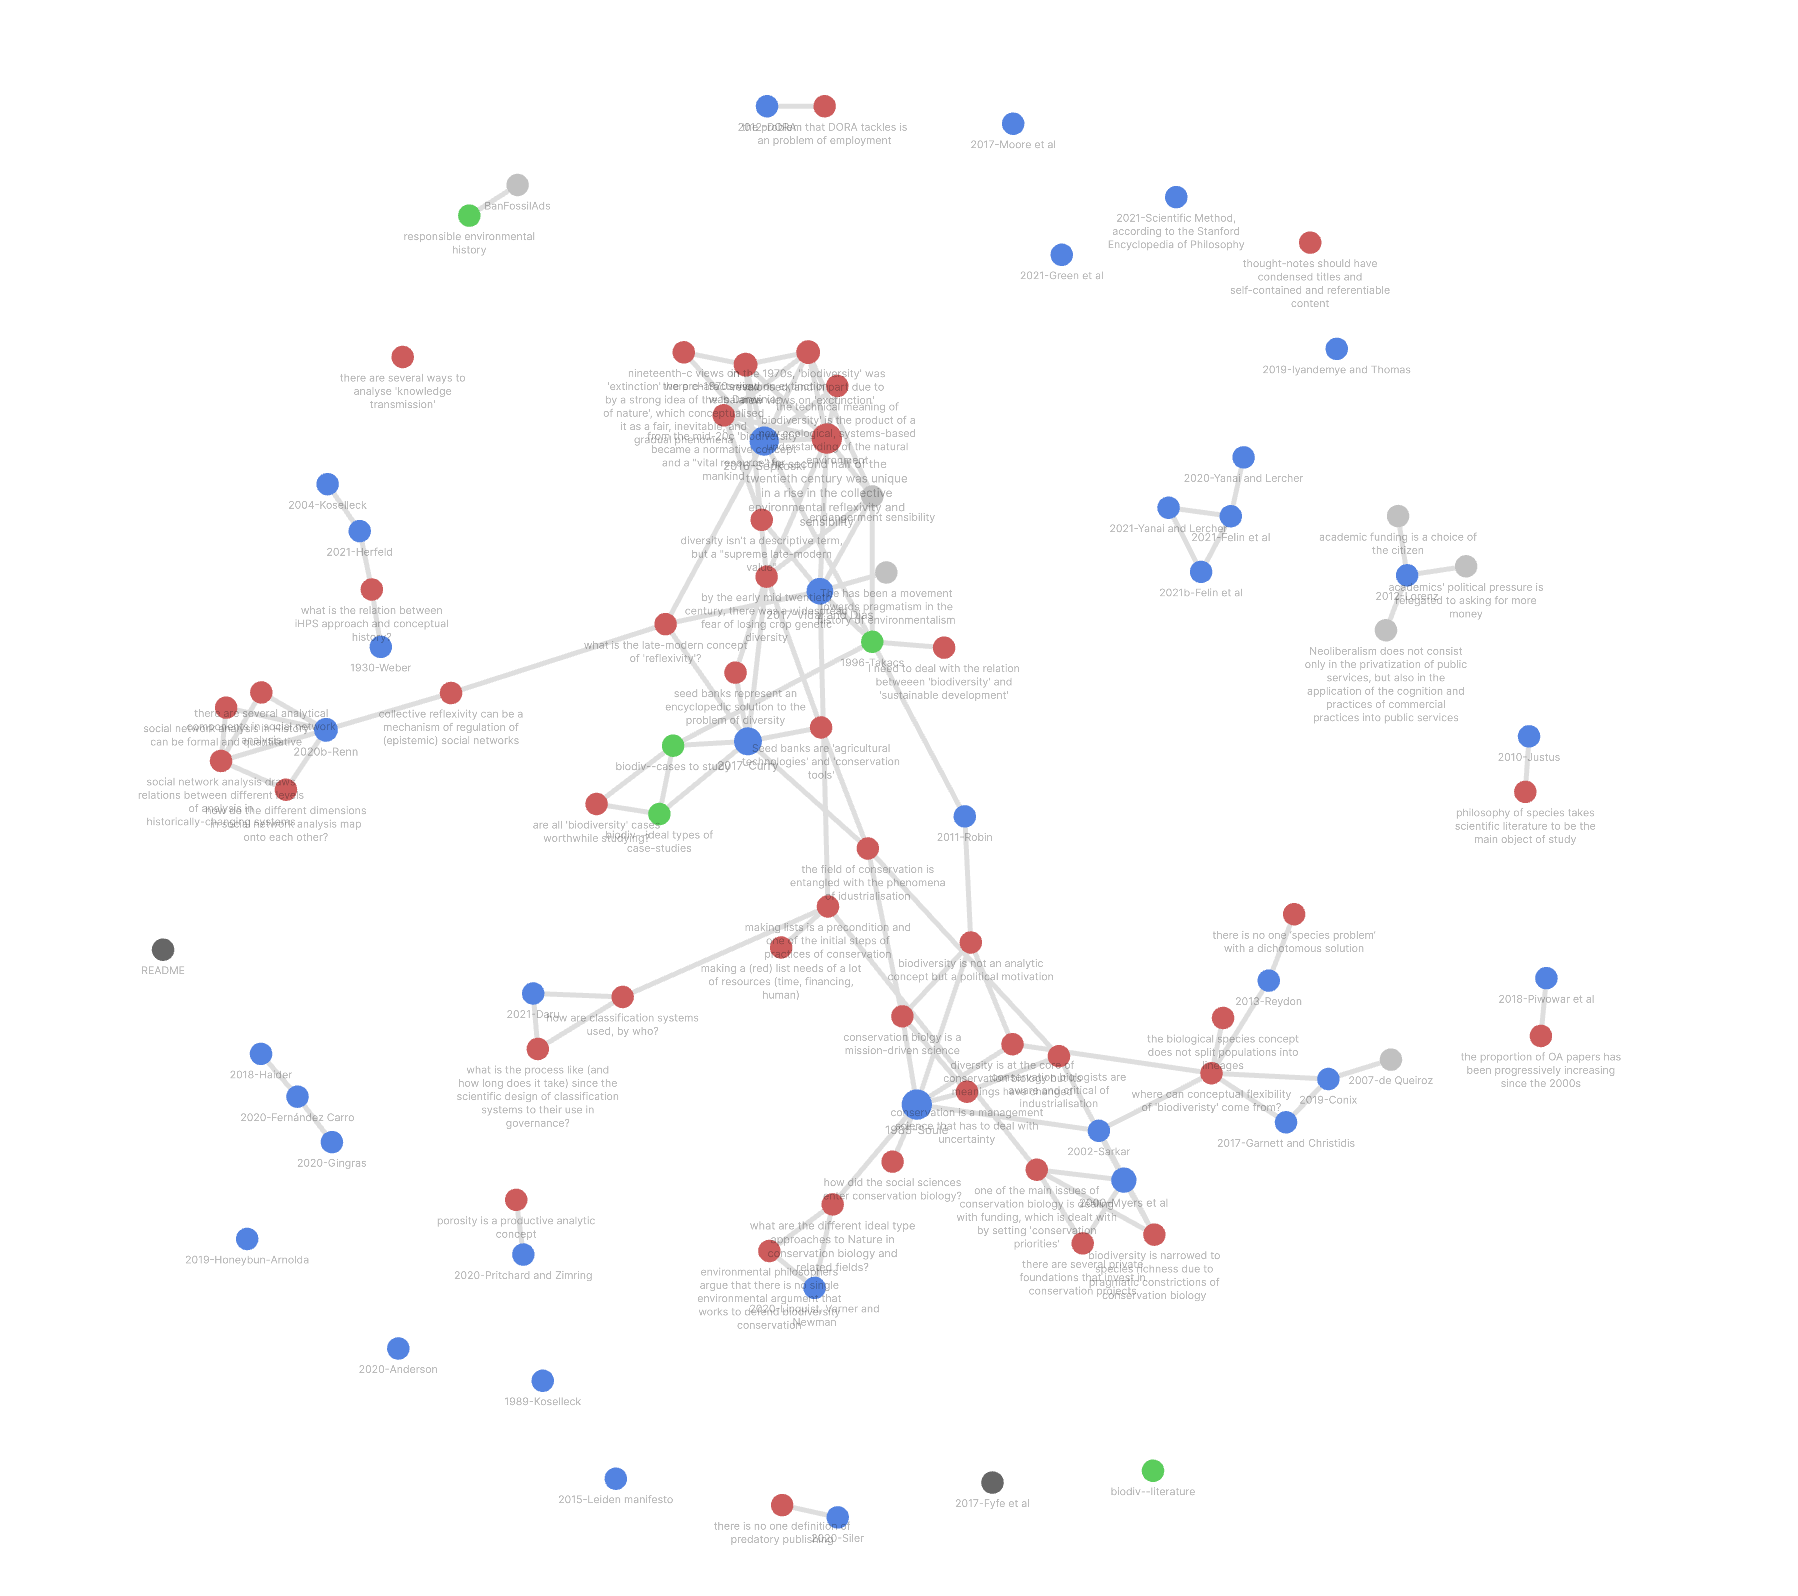 2012-DORA
the problem that DORA tackles is
an problem of employment
2017-Moore et al
BanFossilAds
responsible environmental
history
2021-Scientific Method,
according to the Stanford
Encyclopedia of Philosophy
2021-Green et al
thought-notes should have
condensed titles and
self-contained and referentiable
content
2019-Iyandemye and Thomas
there are several ways to
analyse 'knowledge
transmission'
nineteenth-c views on
'extinction' were characterised
by a strong idea of the 'balance
of nature', which conceptualised
it as a fair, inevitable and
gradual phenomena
the pre-1970s view on extinction
was Darwinian
the 1970s, 'biodiversity' was
in part due to
new views on 'extinction'
the technical meaning of
'biodiversity' is the product of a
new ecological, systems-based
understanding of the natural
environment
from the mid-20c 'biodiversity'
became a normative concept
and a "vital resource" for
mankind
2016-Sepkoski
the second half of the
twentieth century was unique
in a rise in the collective
environmental reflexivity and
sensibility
endangerment sensibility
diversity isn't a descriptive term,
but a "supreme late-modern
value"
by the early mid twentieth
century, there was a widespread
fear of losing crop genetic
diversity
2017-Vidal and Dias
There has been a movement
towards pragmatism in the
history of environmentalism
what is the late-modern concept
of 'reflexivity'?
1996-Takacs
I need to deal with the relation
betweeen 'biodiversity' and
'sustainable development'
2004-Koselleck
2021-Herfeld
what is the relation between
iHPS approach and conceptual
history?
1930-Weber
2020-Yanai and Lercher
2021-Yanai and Lercher
2021-Felin et al
2021b-Felin et al
academic funding is a choice of
the citizen
academics' political pressure is
relegated to asking for more
money
2012-Lorenz
Neoliberalism does not consist
only in the privatization of public
services, but also in the
application of the cognition and
practices of commercial
practices into public services
there are several analytical
components in social network
analysis
social network analysis in History
can be formal and quantitative
2020b-Renn
collective reflexivity can be a
mechanism of regulation of
(epistemic) social networks
social network analysis draws
relations between different levels
of analysis in
historically-changing systems
how do the different dimensions
in social network analysis map
onto each other?
seed banks represent an
encyclopedic solution to the
problem of diversity
Seed banks are 'agricultural
technologies' and 'conservation
tools'
biodiv--cases to study
2017-Curry
are all 'biodiversity' cases
worthwhile studying?
biodiv--ideal types of
case-studies
2011-Robin
2010-Justus
philosophy of species takes
scientific literature to be the
main object of study
the field of conservation is
entangled with the phenomena
of idustrialisation
making lists is a precondition and
one of the initial steps of
practices of conservation
making a (red) list needs of a lot
of resources (time, financing,
human)
biodiversity is not an analytic
concept but a political motivation
there is no one 'species problem'
with a dichotomous solution
README
2021-Daru
how are classification systems
used, by who?
what is the process like (and
how long does it take) since the
scientific design of classification
systems to their use in
governance?
2013-Reydon
2018-Piwowar et al
the proportion of OA papers has
been progressively increasing
since the 2000s
conservation biolgy is a
mission-driven science
diversity is at the core of
conservation biology but its
meanings have changed
conservation biologists are
aware and critical of
industrialisation
the biological species concept
does not split populations into
lineages
where can conceptual flexibility
of 'biodiveristy' come from?
2007-de Queiroz
2019-Conix
2017-Garnett and Christidis
2018-Haider
2020-Fernández Carro
2020-Gingras
conservation is a management
science that has to deal with
uncertainty
1985-Soulé
2002-Sarkar
how did the social sciences
enter conservation biology?
one of the main issues of
conservation biology is dealing
with funding, which is dealt with
by setting 'conservation
priorities'
2000-Myers et al
porosity is a productive analytic
concept
2020-Pritchard and Zimring
what are the different ideal type
approaches to Nature in
conservation biology and
related fields?
2019-Honeybun-Arnolda
environmental philosophers
argue that there is no single
environmental argument that
works to defend biodiversity
conservation
2020-Linquist, Varner and
Newman
there are several private
foundations that invest in
conservation projects
biodiversity is narrowed to
species richness due to
pragmatic constrictions of
conservation biology
2020-Anderson
1989-Koselleck
2015-Leiden manifesto
there is no one definition of
predatory publishing
2020-Siler
2017-Fyfe et al
biodiv--literature